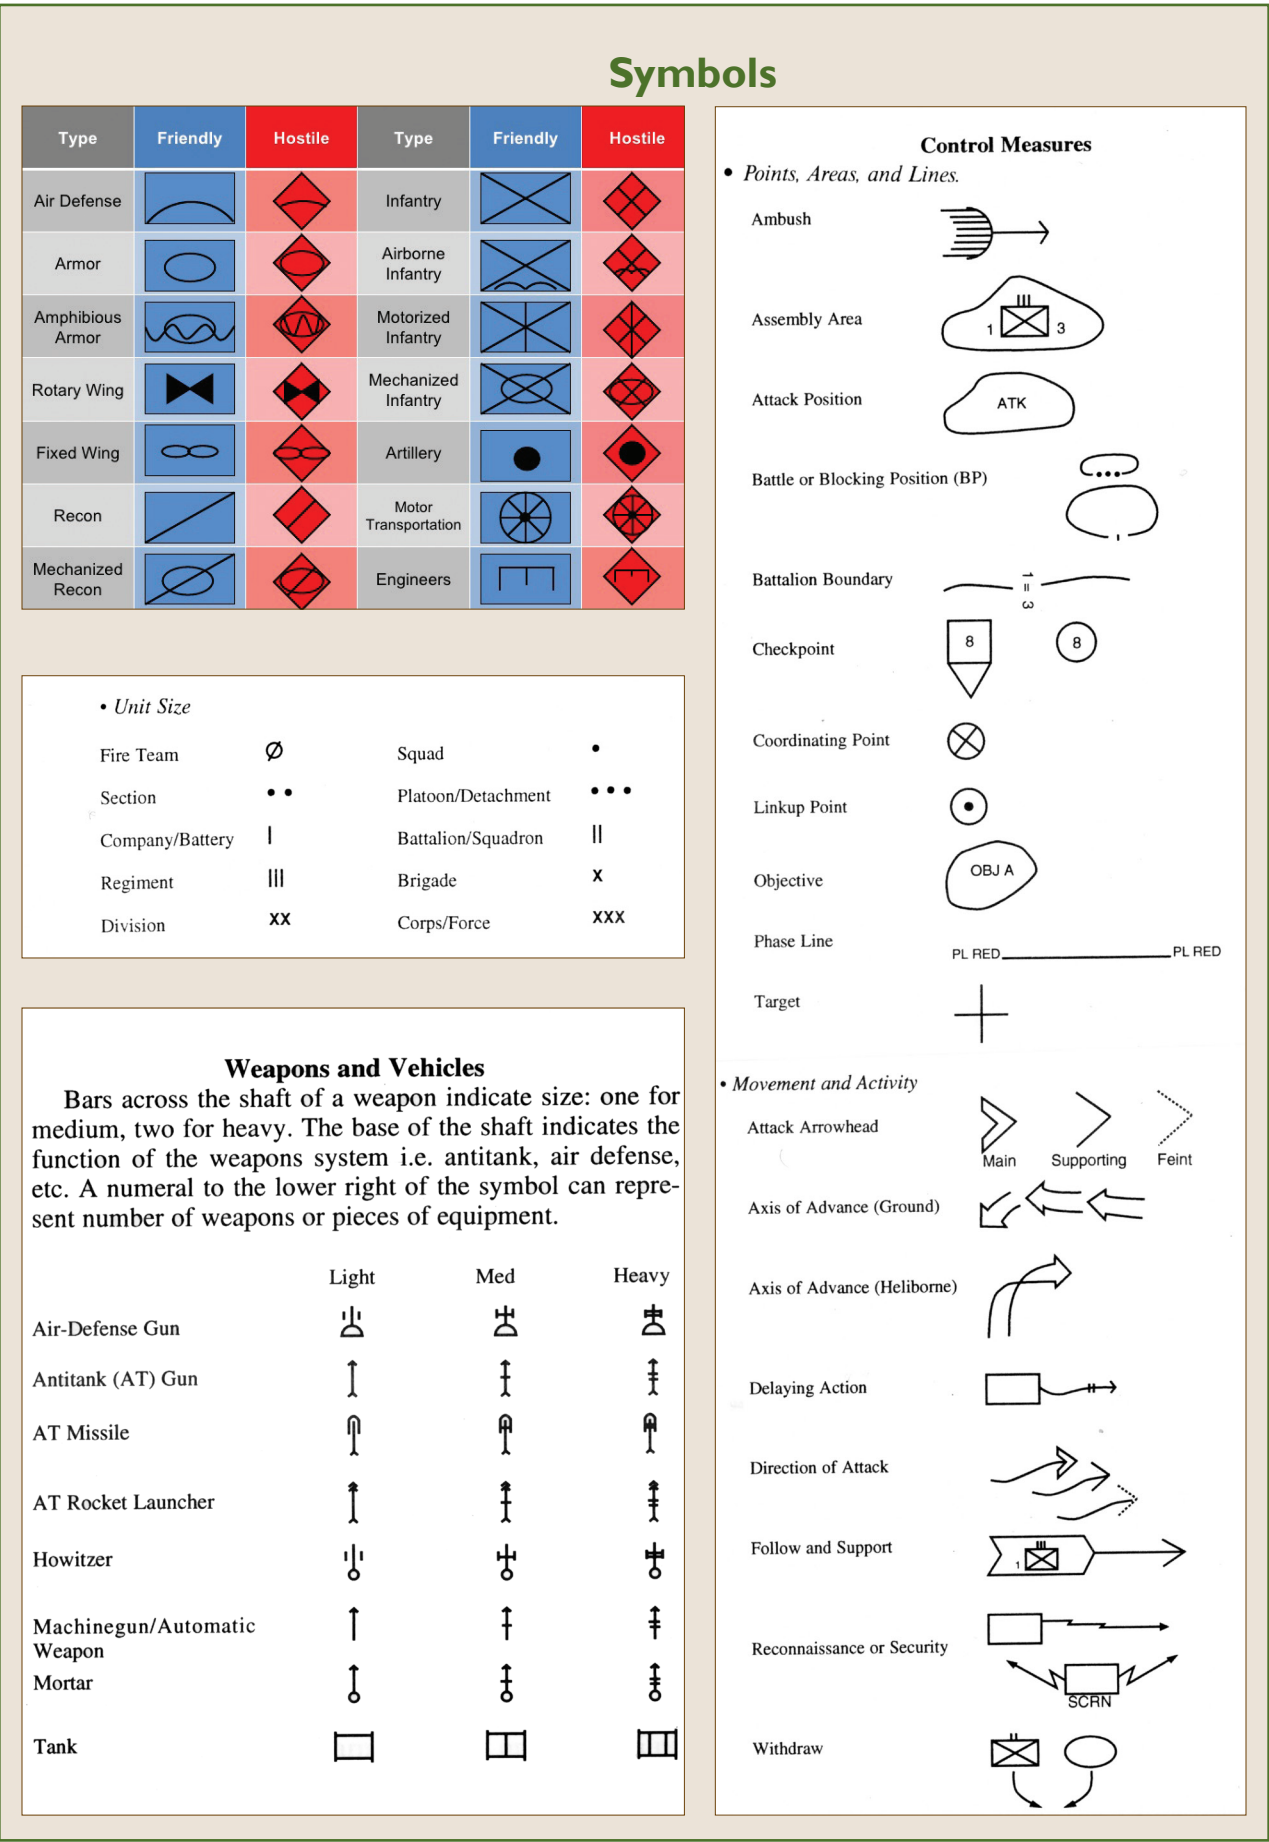 Symbols
Type Friendly Hostile Type Friendly Hostile
Air Defense Infantry
Armor Airborne Infantry
Amphibious Armor Motorized Infantry
Rotary Wing Mechanized Infantry
Fixed Wing Artillery
Recon Motor Transportation
Mechanized Recon Engineers
• Unit Size
Fire Team Ø Squad •
Section • • Platoon/Detachment • • •
Company/Battery I Battalion/Squadron II
Regiment III Brigade X
Division XX Corps/Force XXX
Weapons and Vehicles
Bars across the shaft of a weapon indicate size: one for
medium, two for heavy. The base of the shaft indicates the
function of the weapons system i.e. antitank, air defense,
etc. A numeral to the lower right of the symbol can repre-
sent number of weapons or pieces of equipment.
Light Med Heavy
Air-Defense Gun
Antitank (AT) Gun
AT Missile
AT Rocket Launcher
Howitzer
Machinegun/Automatic
Weapon
Mortar
Tank
Control Measures
• Points, Areas, and Lines.
Ambush
Assembly Area 1 III 3
Attack Position ATK
Battle or Blocking Position (BP)
Battalion Boundary 1 = 3
Checkpoint 8 8
Coordinating Point
Linkup Point
Objective OBJ A
Phase Line PL RED PL RED
Target
• Movement and Activity
Attack Arrowhead
Main Supporting Feint
Axis of Advance (Ground)
Axis of Advance (Heliborne)
Delaying Action
Direction of Attack
Follow and Support 1 III
Reconnaissance or Security
SCRN
Withdraw II